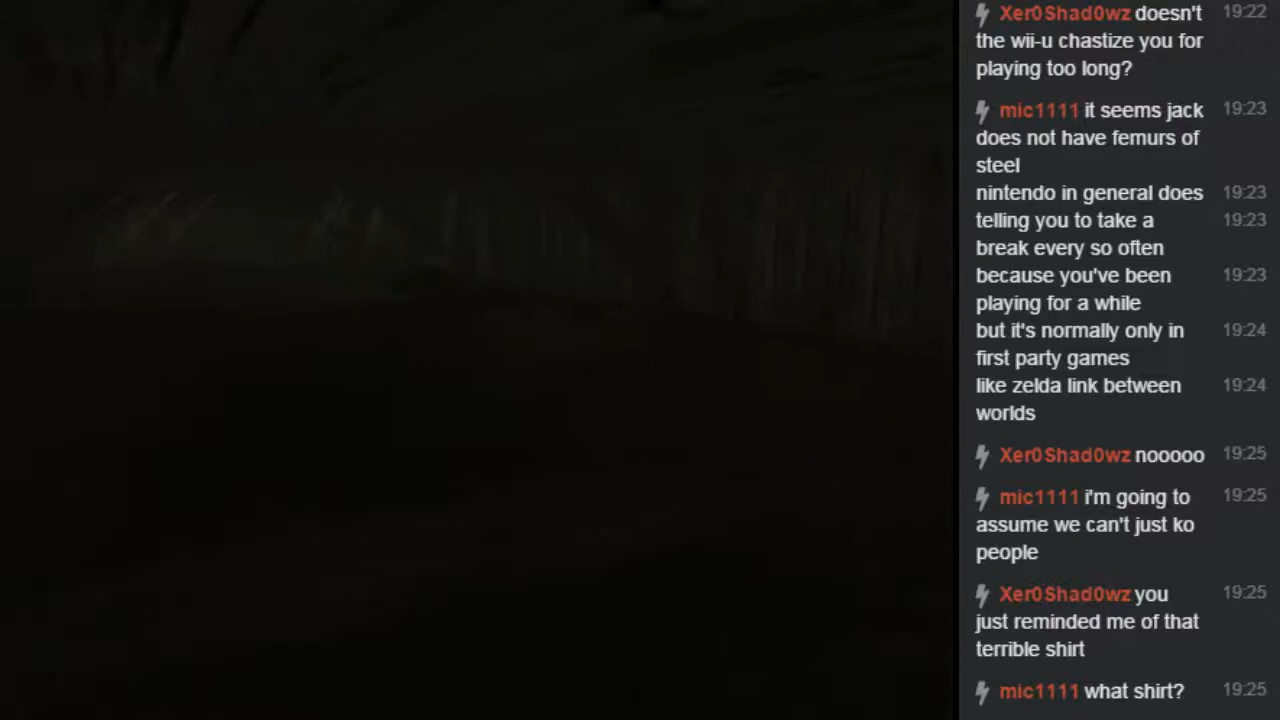 Xer0Shad0wz doesn't 19:22
the wii-u chastize you for
playing too long?
mic1111 it seems jack 19:23
does not have femurs of
steel
nintendo in general does 19:23
telling you to take a 19:23
break every so often
because you've been 19:23
playing for a while
but it's normally only in 19:24
first party games
like zelda link between 19:24
worlds
Xer0Shad0wz nooooo 19:25
mic1111 i'm going to 19:25
assume we can't just ko
people
Xer0Shad0wz you 19:25
just reminded me of that
terrible shirt
mic1111 what shirt? 19:25